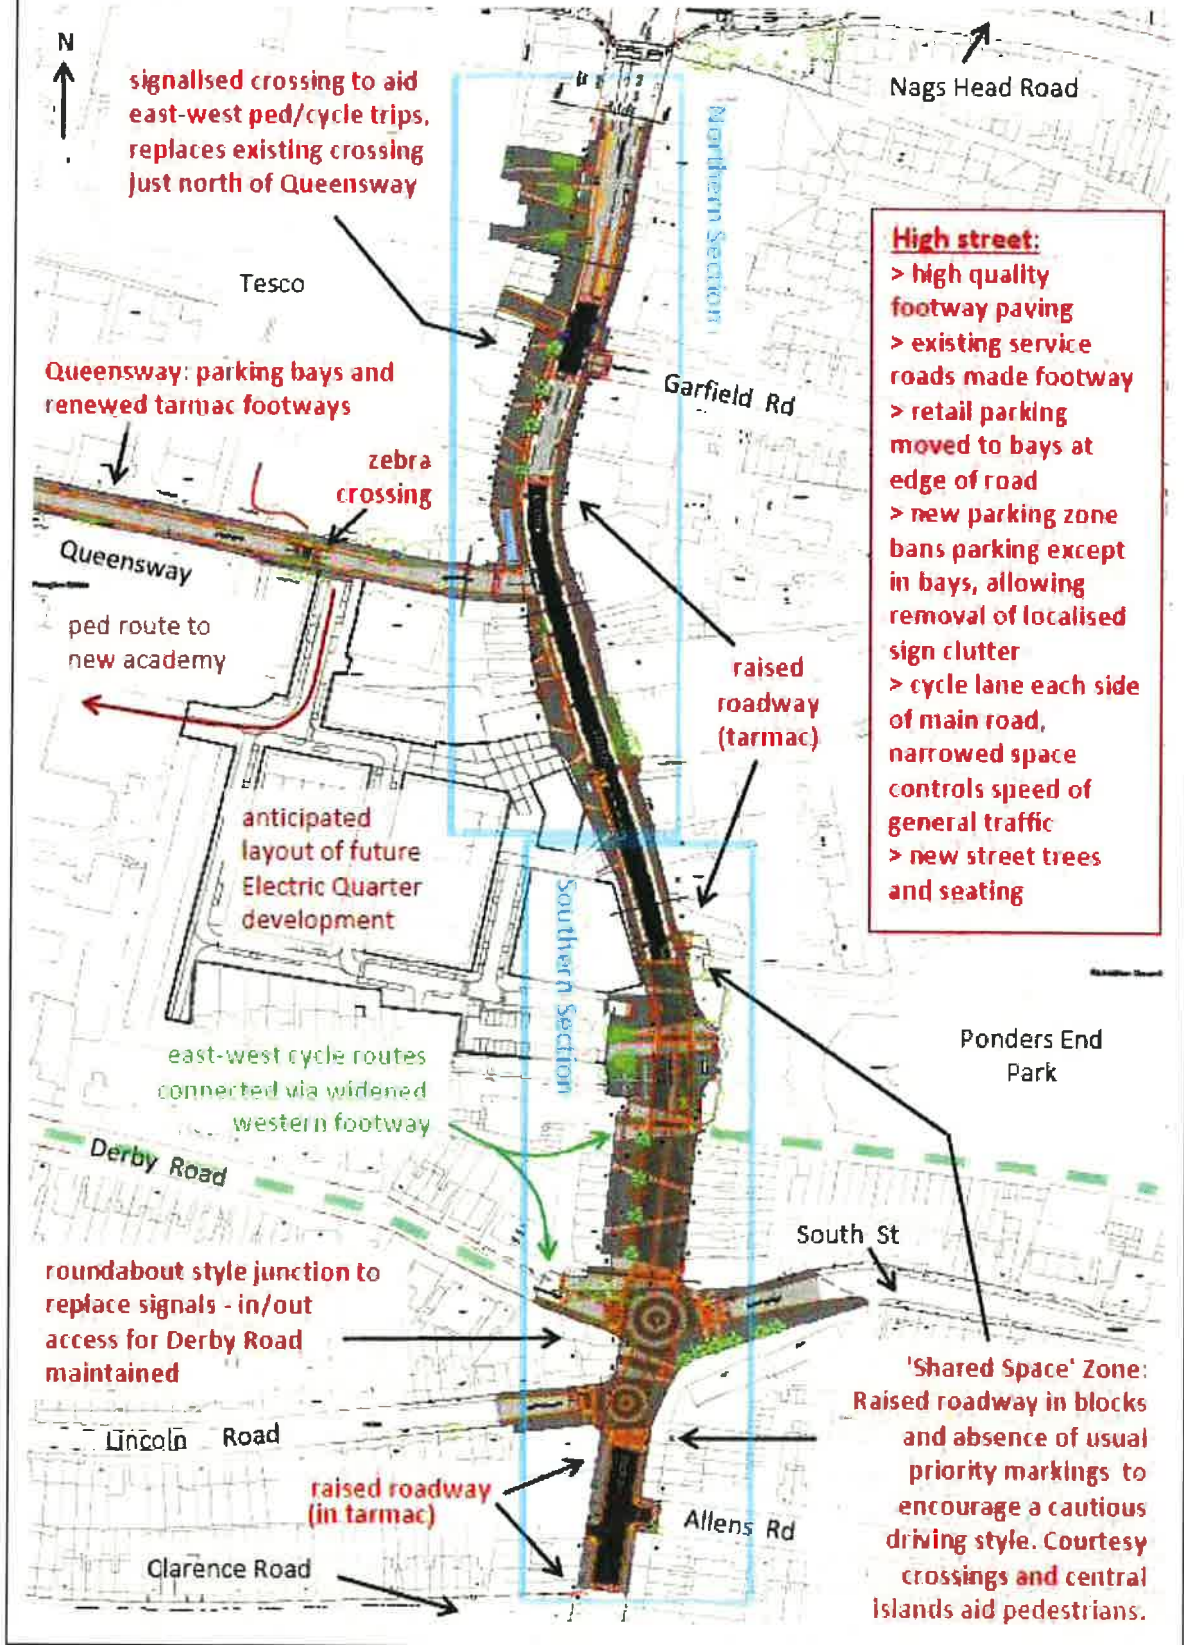 N
signalised crossing to aid
east-west ped/cycle trips,
replaces existing crossing
just north of Queensway
Nags Head Road
Northern Section
Tesco
Garfield Rd
Queensway: parking bays and
renewed tarmac footways
zebra
crossing
Queensway
ped route to
new academy
raised
roadway
(tarmac)
High street:
> high quality
footway paving
> existing service
roads made footway
> retail parking
moved to bays at
edge of road
> new parking zone
bans parking except
in bays, allowing
removal of localised
sign clutter
> cycle lane each side
of main road,
narrowed space
controls speed of
general traffic
> new street trees
and seating
anticipated
layout of future
Electric Quarter
development
Southern Section
Ponders End
Park
east-west cycle routes
connected via widened
western footway
Derby Road
South St
roundabout style junction to
replace signals - in/out
access for Derby Road
maintained
Lincoln Road
'Shared Space' Zone:
Raised roadway in blocks
and absence of usual
priority markings to
encourage a cautious
driving style. Courtesy
crossings and central
islands aid pedestrians.
raised roadway
(in tarmac)
Allens Rd
Clarence Road